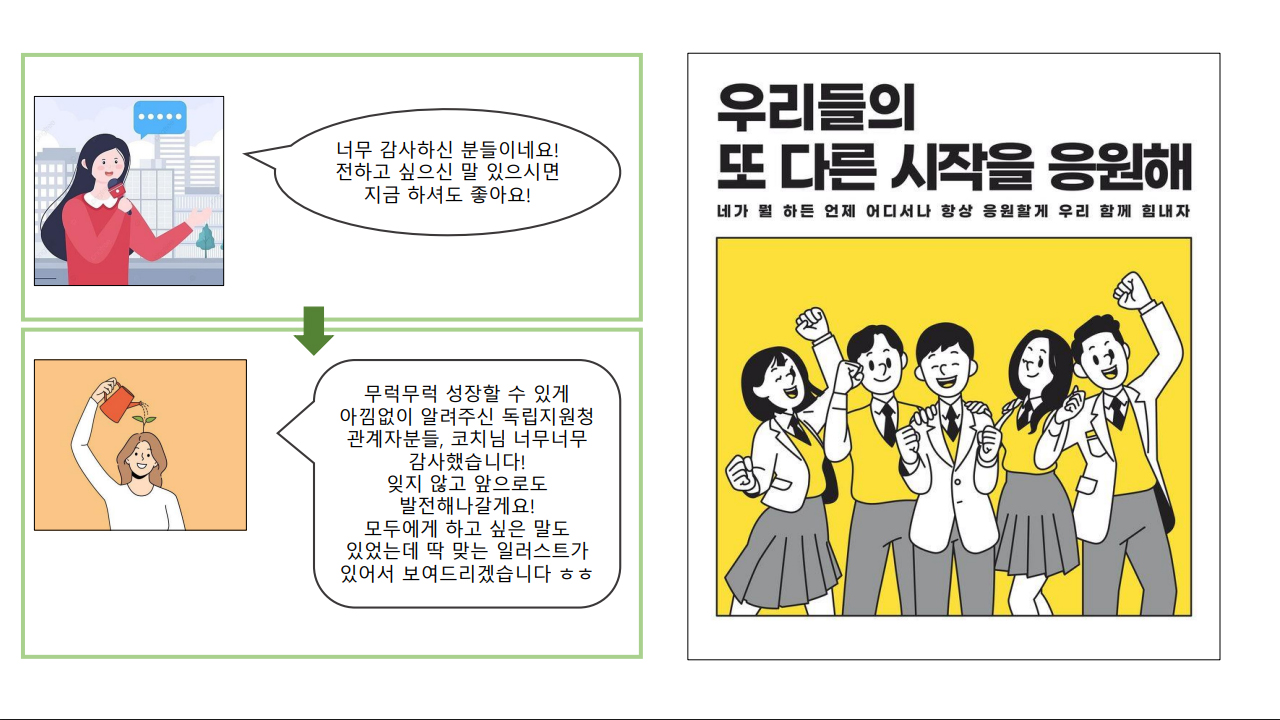 너무 감사하신 분들이네요!
전하고 싶으신 말 있으시면
지금 하셔도 좋아요!
무럭무럭 성장할 수 있게
아낌없이 알려주신 독립지원청
관계자분들, 코치님 너무너무
감사했습니다!
잊지 않고 앞으로도
발전해나갈게요!
모두에게 하고 싶은 말도
있었는데 딱 맞는 일러스트가
있어서 보여드리겠습니다 ㅎㅎ
우리들의
또 다른 시작을 응원해
네가 뭘 하든 언제 어디서나 항상 응원할게 우리 함께 힘내자